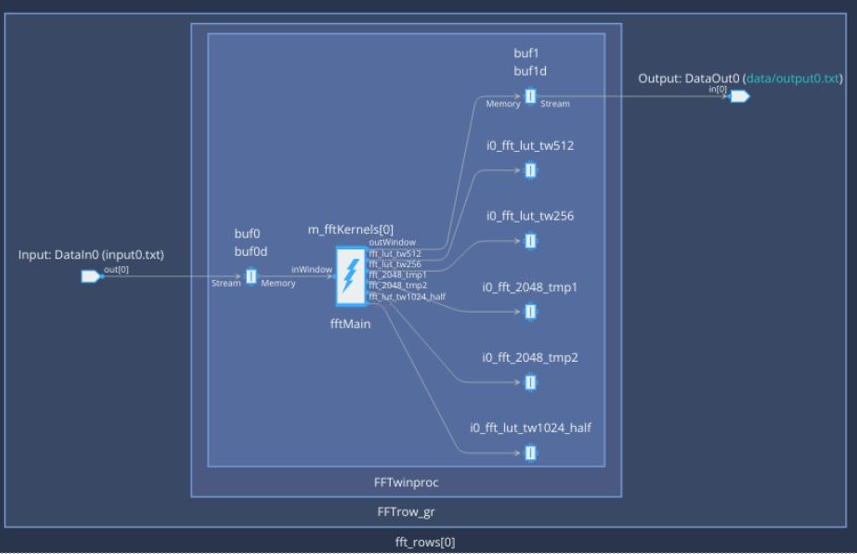 buf1
buf1d
Memory
Stream
Output: DataOut0 (data/output0.txt)
in[0]
i0_fft_lut_tw512
i0_fft_lut_tw256
buf0
buf0d
m_fftKernels[0]
outWindow
fft_lut_tw512
fft_lut_tw256
fft_2048_tmp1
fft_2048_tmp2
fft_lut_tw1024_half
Input: DataIn0 (input0.txt)
out[0]
Stream
Memory
inWindow
fftMain
i0_fft_2048_tmp1
i0_fft_2048_tmp2
i0_fft_lut_tw1024_half
FFTwinproc
FFTrow_gr
fft_rows[0]